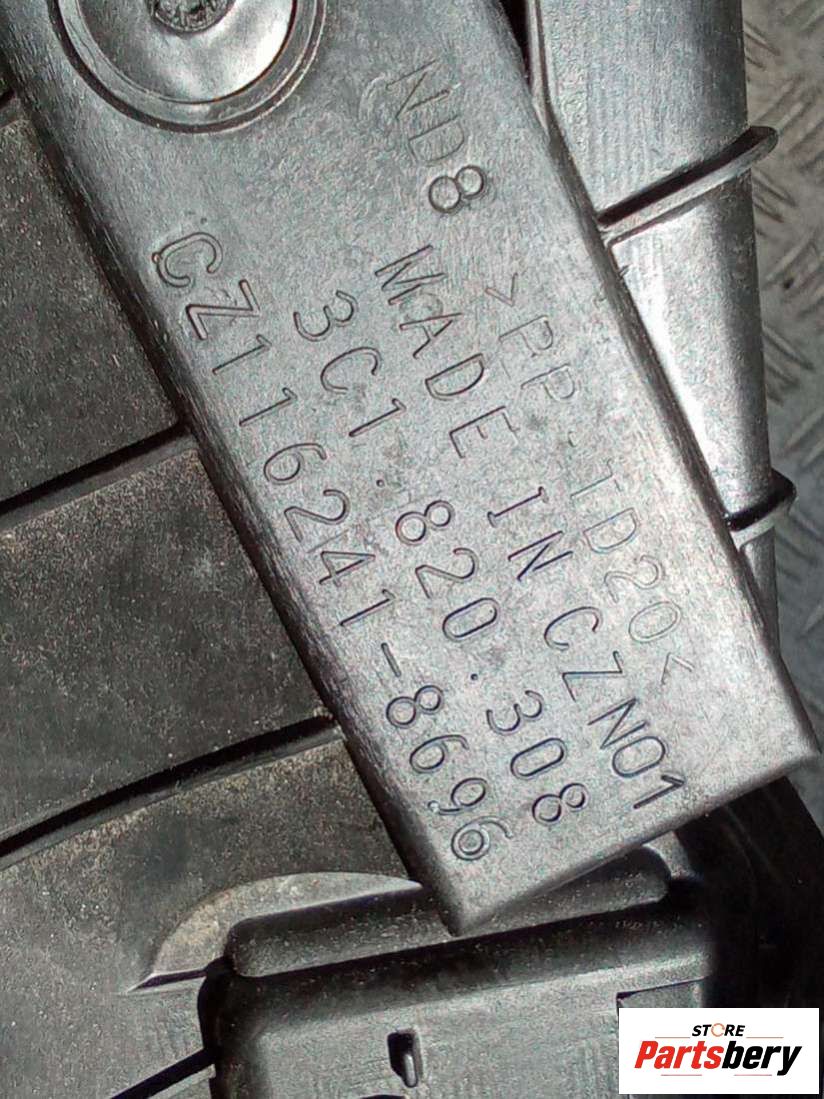 ND8 >PP-TD20<
MADE IN CZN01
3C1.820.308
CZ116241-8696
STORE
Partsbery